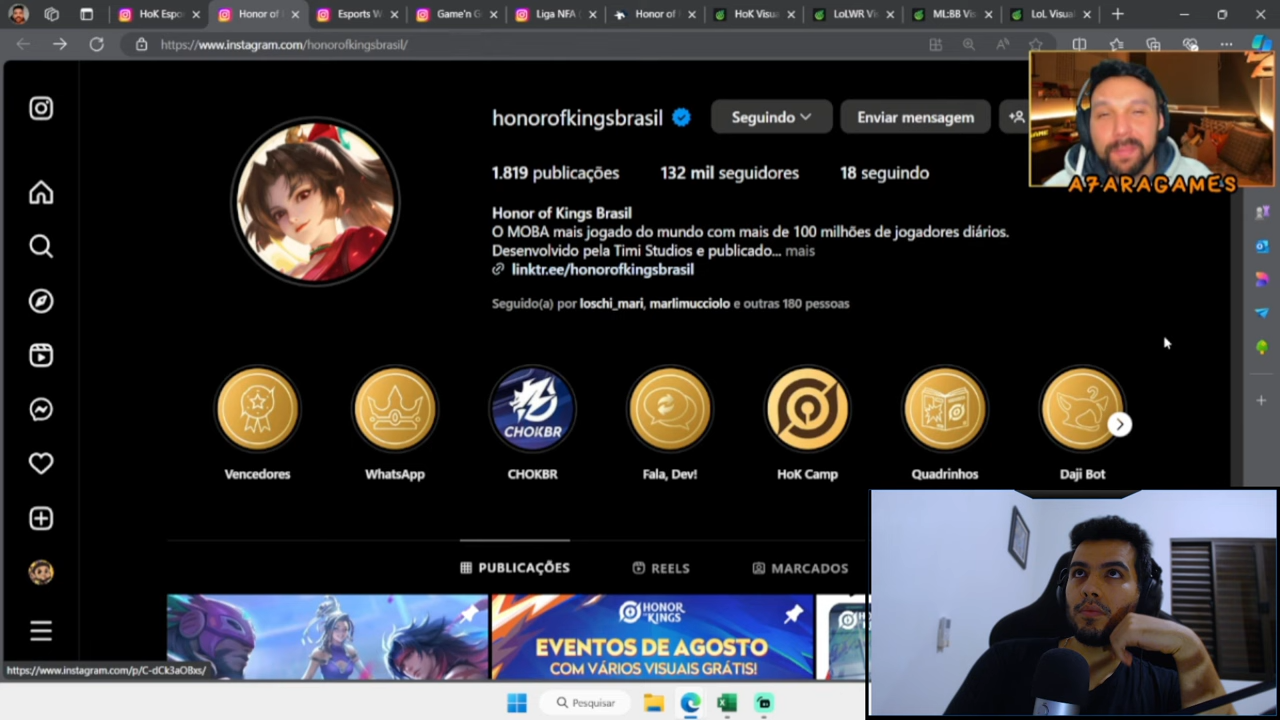 HoK Espo
Honor of
Esports W
Game'n G
Liga NFA (
Honor of
HoK Visu
LoLWR Vi
ML:BB Vis
LoL Visual
https://www.instagram.com/honorofkingsbrasil/
honorofkingsbrasil
Seguindo
Enviar mensagem
A7ARAGAMES
1.819 publicações
132 mil seguidores
18 seguindo
Honor of Kings Brasil
O MOBA mais jogado do mundo com mais de 100 milhões de jogadores diários.
Desenvolvido pela Timi Studios e publicado... mais
linktr.ee/honorofkingsbrasil
Seguido(a) por loschi_mari, marlimucciolo e outras 180 pessoas
CHOKBR
Vencedores
WhatsApp
CHOKBR
Fala, Dev!
HoK Camp
Quadrinhos
Daji Bot
PUBLICAÇÕES
REELS
MARCADOS
HONOR OF KINGS
EVENTOS DE AGOSTO
COM VÁRIOS VISUAIS GRÁTIS!
https://www.instagram.com/p/C-dCk3aOBxs/
Pesquisar